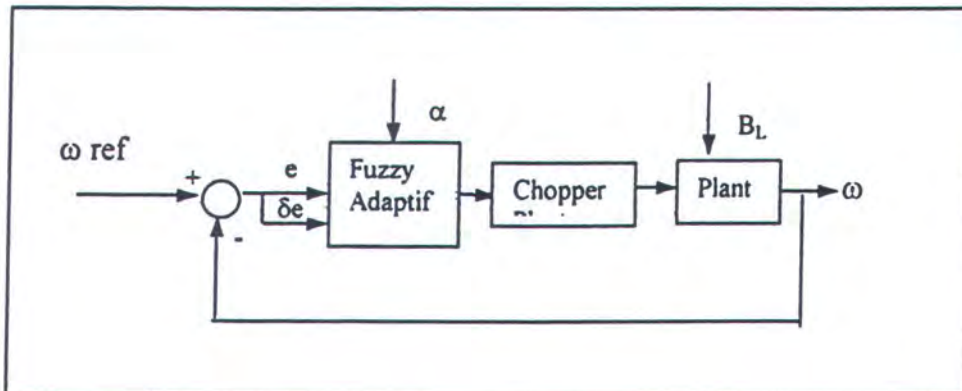 α
ω ref
B_L
+
e
Fuzzy
Adaptif
δe
Chopper
Plant
ω
-